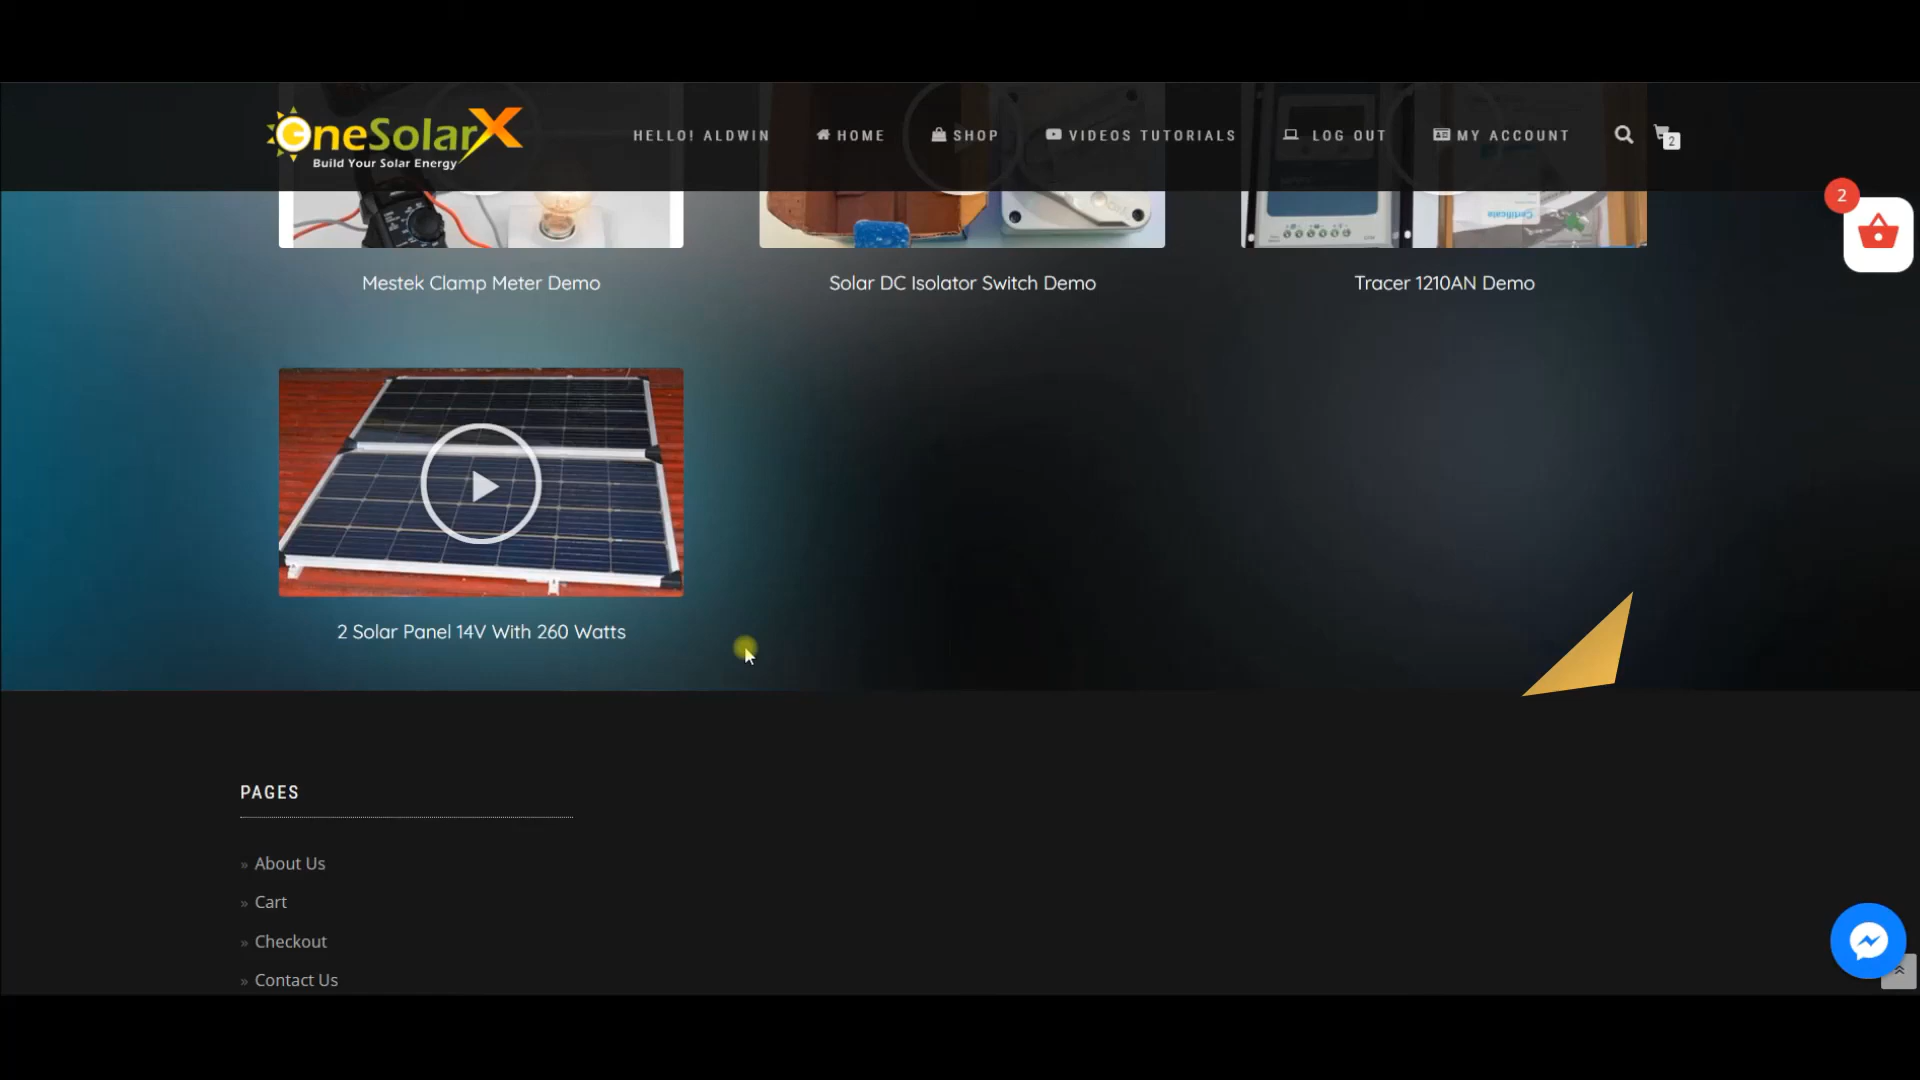 OneSolarX
Build Your Solar Energy
HELLO! ALDWIN
HOME
SHOP
VIDEOS TUTORIALS
LOG OUT
MY ACCOUNT
2
2
Certificate
Mestek Clamp Meter Demo
Solar DC Isolator Switch Demo
Tracer 1210AN Demo
2 Solar Panel 14V With 260 Watts
PAGES
» About Us
» Cart
» Checkout
» Contact Us